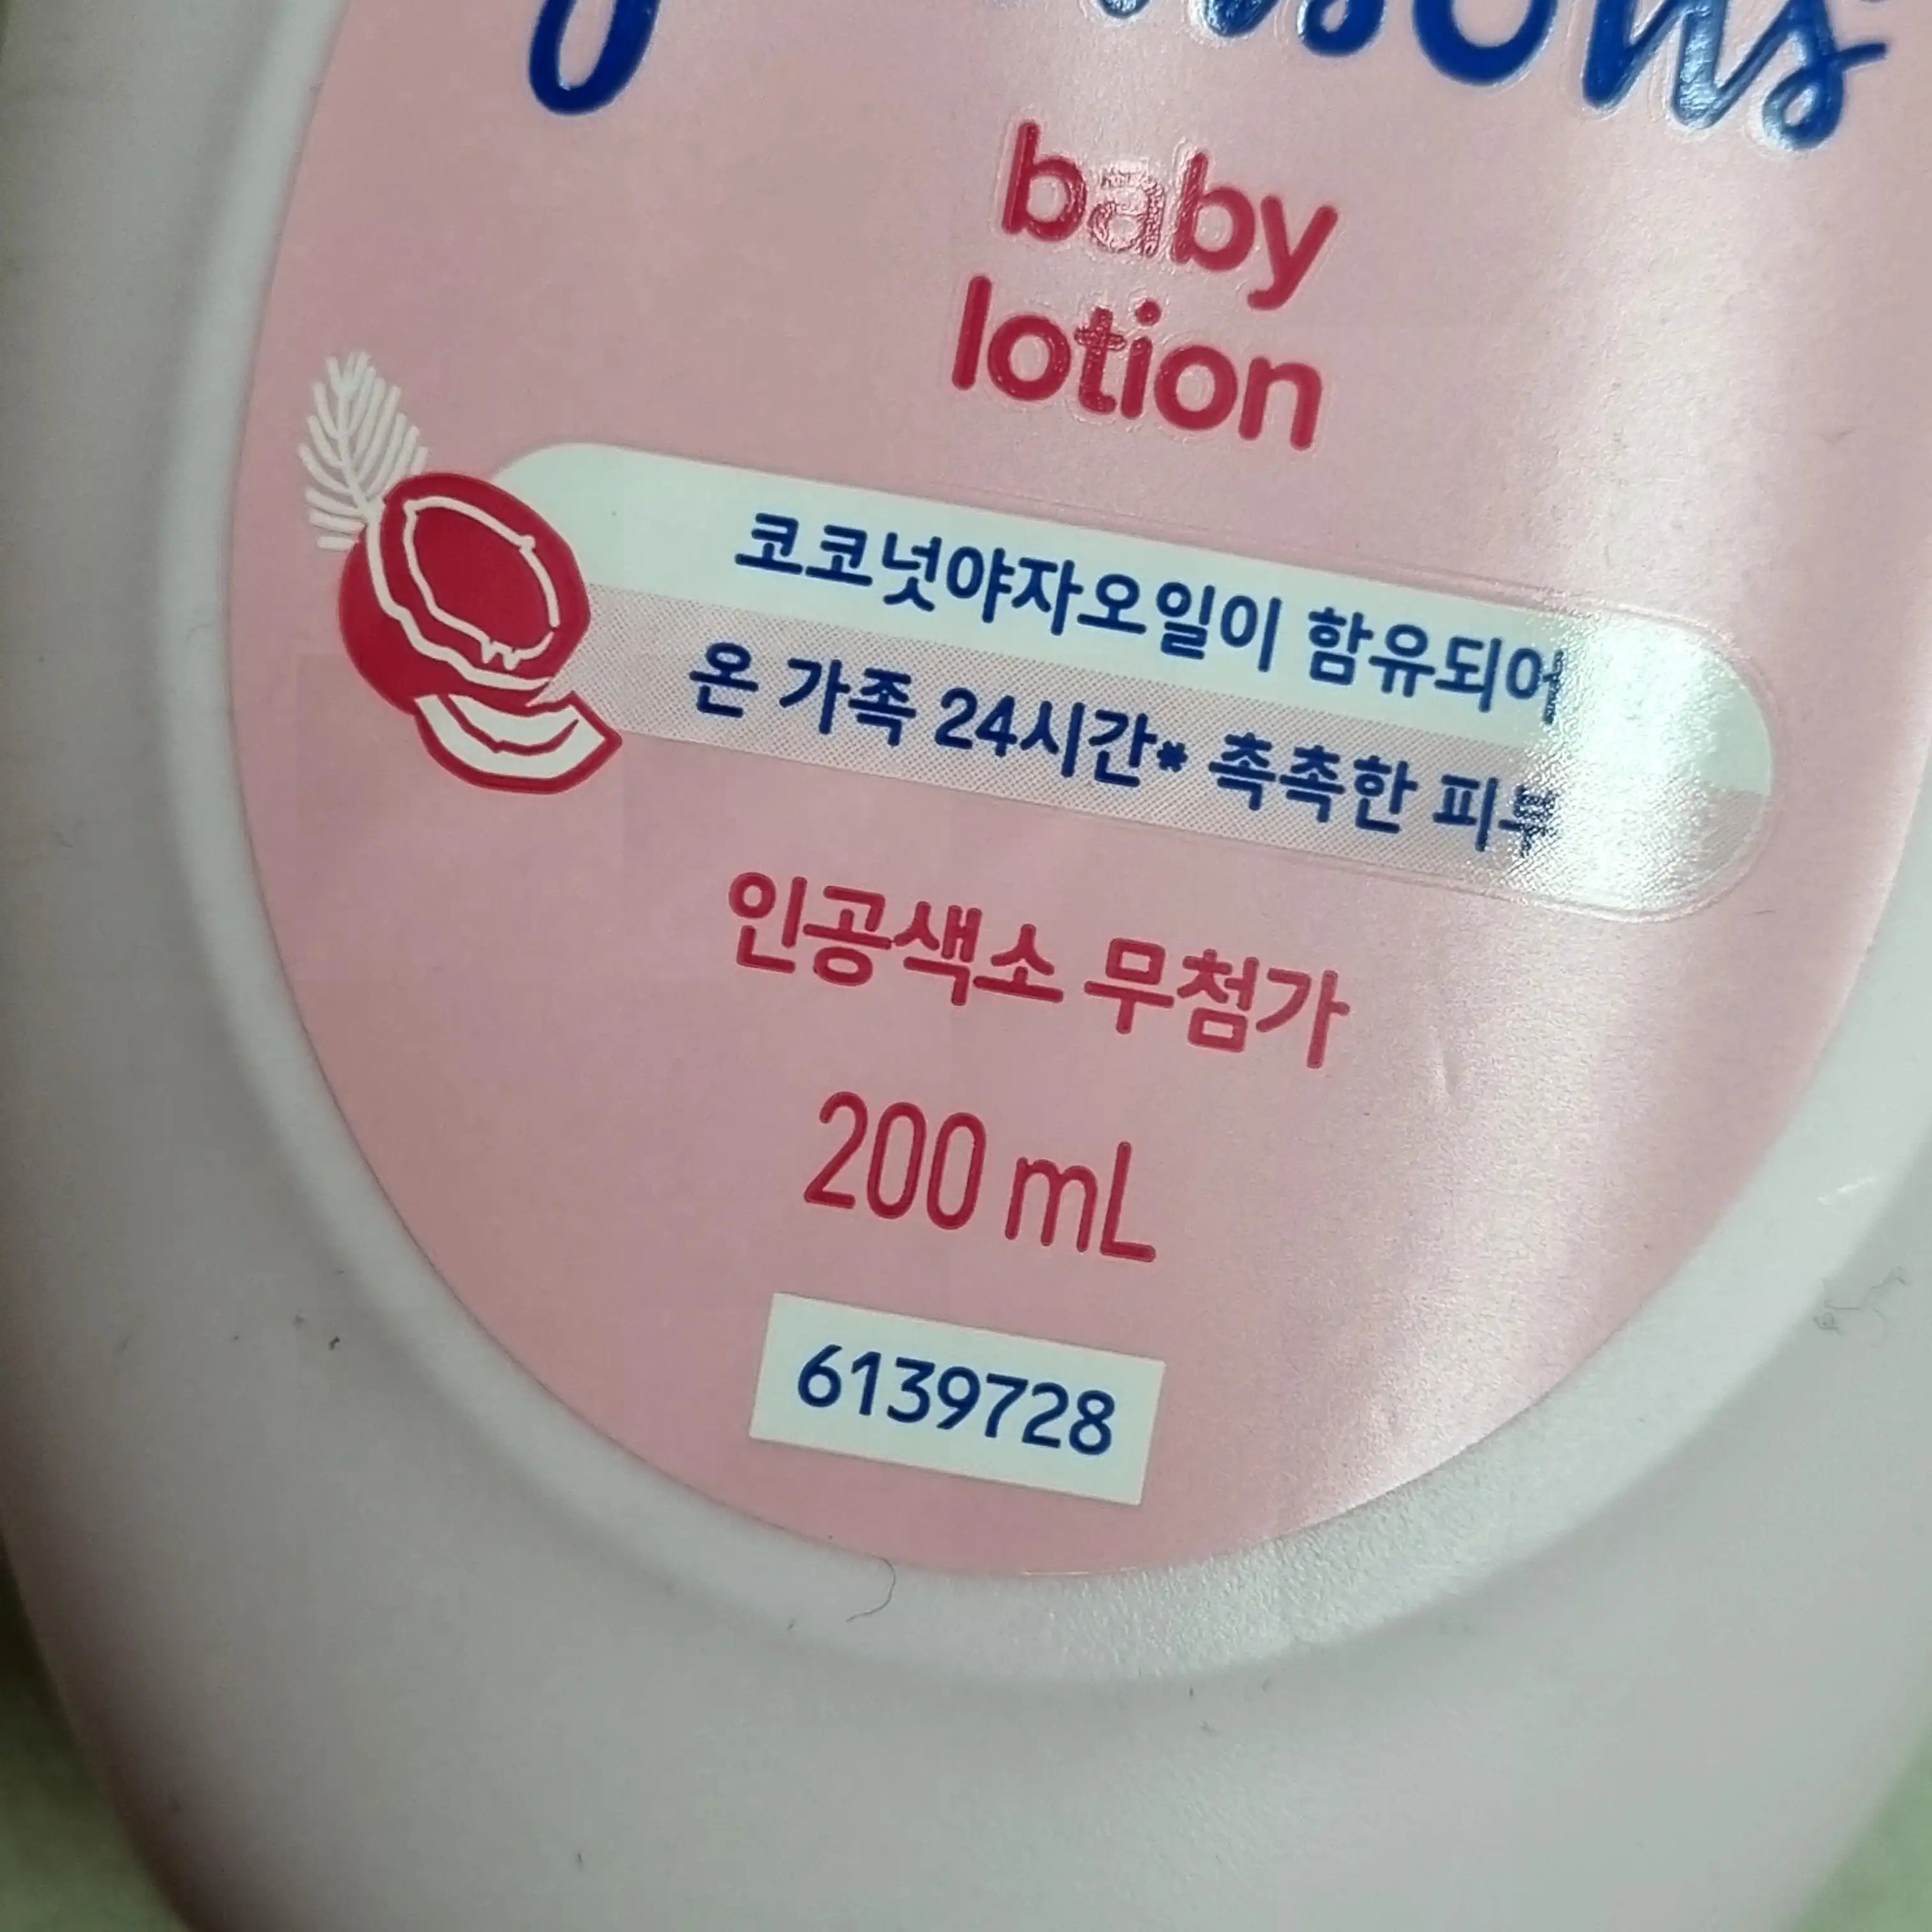 baby
lotion
코코넛야자오일이 함유되어
온 가족 24시간* 촉촉한 피부
인공색소 무첨가
200 mL
6139728